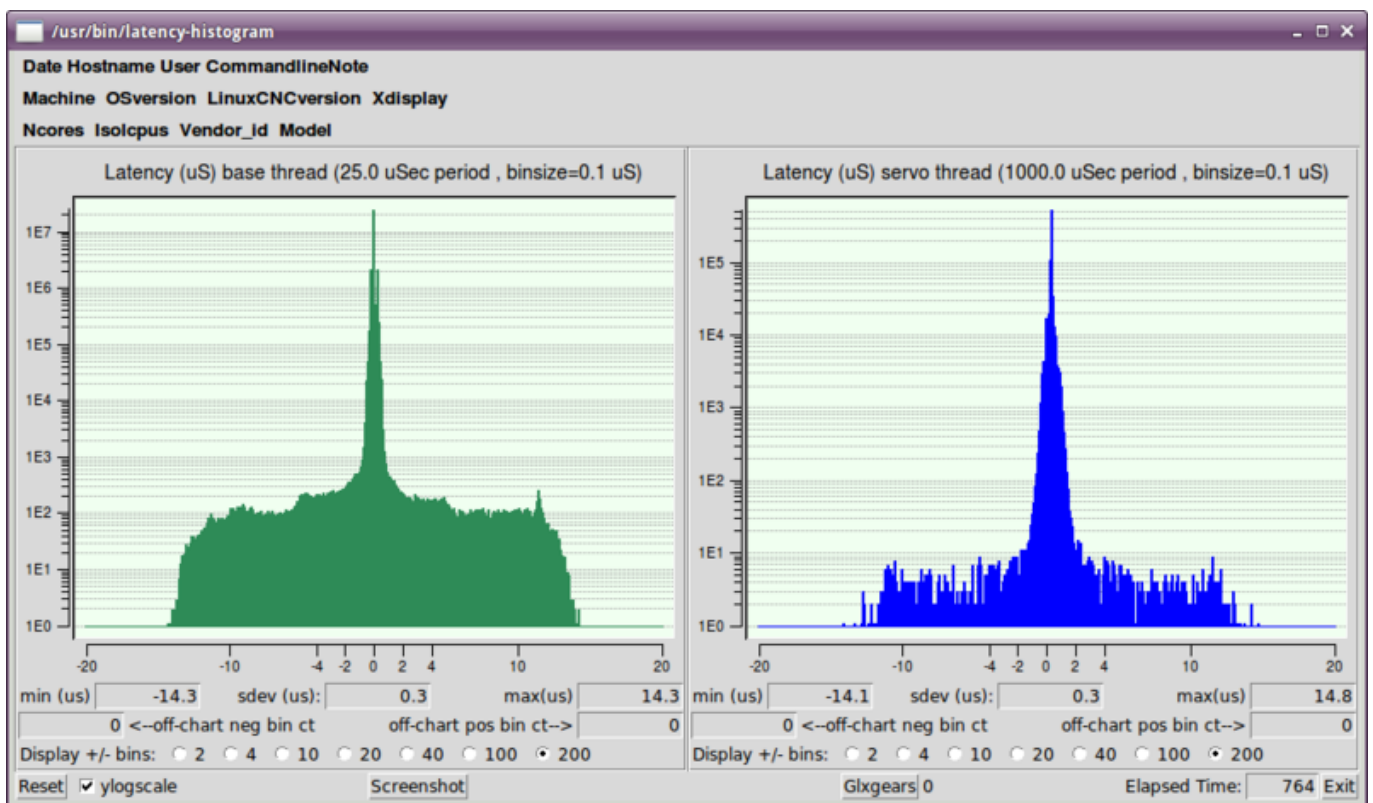 /usr/bin/latency-histogram
Date Hostname User CommandlineNote
Machine OSversion LinuxCNCversion Xdisplay
Ncores Isolcpus Vendor_id Model
Latency (uS) base thread (25.0 uSec period , binsize=0.1 uS)
1E7
1E6
1E5
1E4
1E3
1E2
1E1
1E0
-20 -10 -4 -2 0 2 4 10 20
min (us) -14.3 sdev (us): 0.3 max(us) 14.3
0 <--off-chart neg bin ct off-chart pos bin ct--> 0
Display +/- bins: 2 4 10 20 40 100 200
Latency (uS) servo thread (1000.0 uSec period , binsize=0.1 uS)
1E5
1E4
1E3
1E2
1E1
1E0
-20 -10 -4 -2 0 2 4 10 20
min (us) -14.1 sdev (us): 0.3 max(us) 14.8
0 <--off-chart neg bin ct off-chart pos bin ct--> 0
Display +/- bins: 2 4 10 20 40 100 200
Reset ylogscale Screenshot Glxgears 0 Elapsed Time: 764 Exit